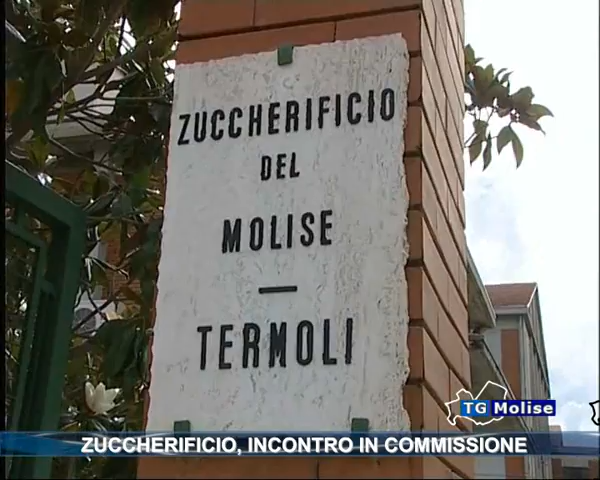 ZUCCHERIFICIO
DEL
MOLISE
—
TERMOLI
TG MOLISE
ZUCCHERIFICIO, INCONTRO IN COMMISSIONE